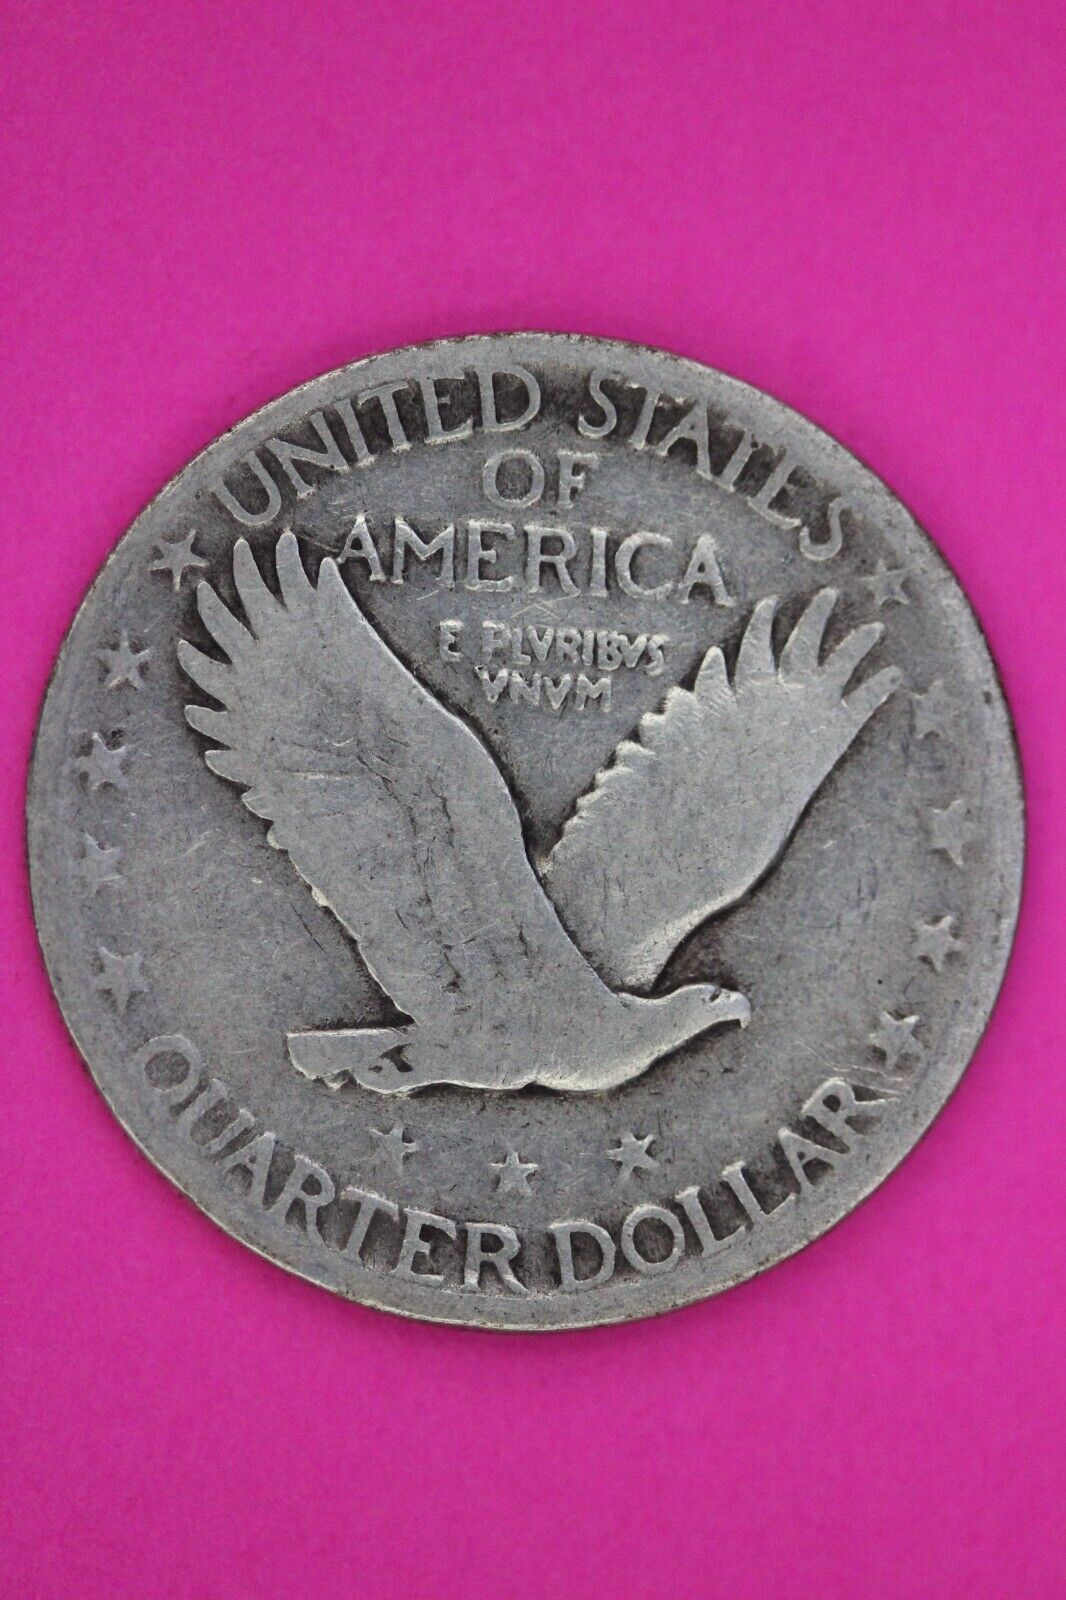 UNITED STATES
OF
AMERICA
E PLVRIBVS
VNVM
QUARTER DOLLAR